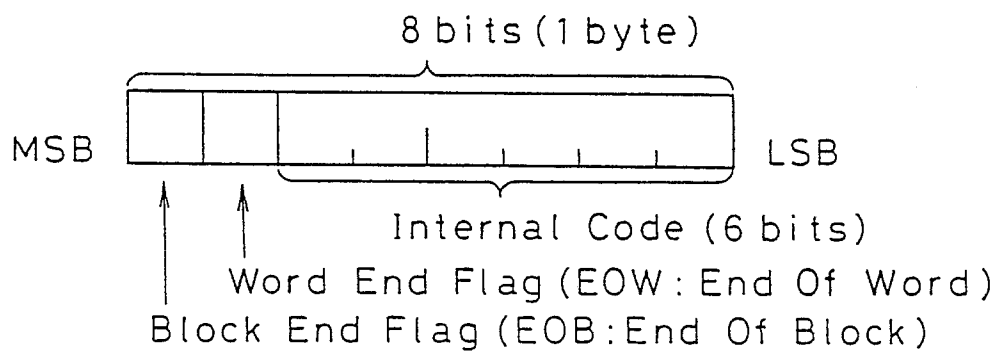 8 bits (1 byte)
MSB
LSB
Internal Code (6 bits)
Word End Flag (EOW: End Of Word)
Block End Flag (EOB: End Of Block)